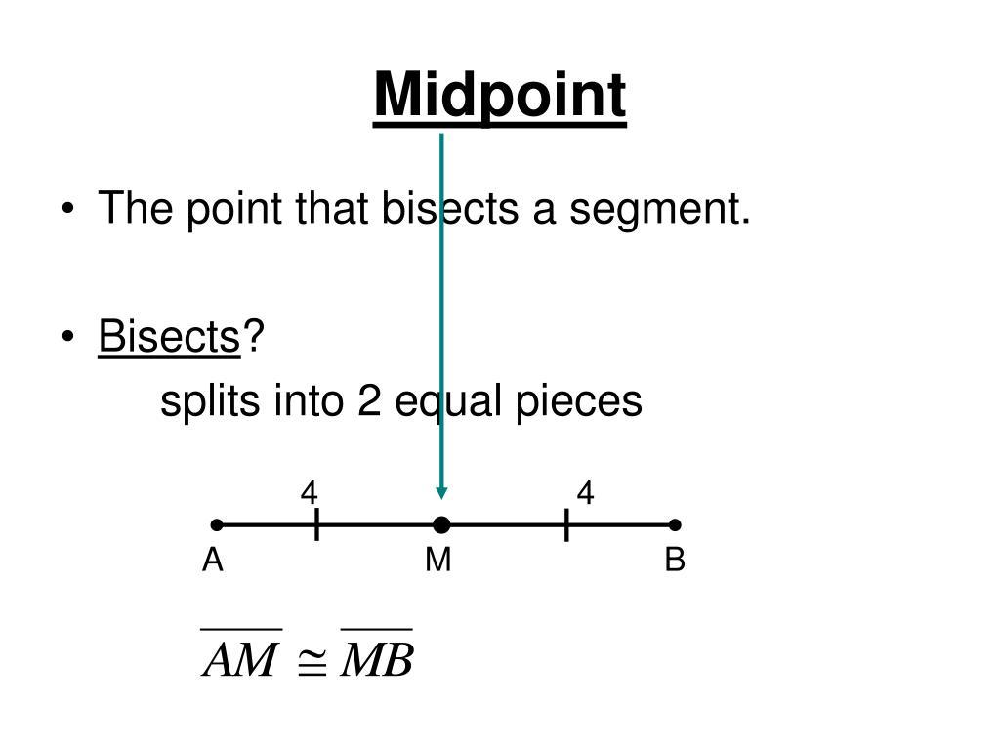 Midpoint
• The point that bisects a segment.
• Bisects?
splits into 2 equal pieces
4 4
A M B
AM ≅ MB